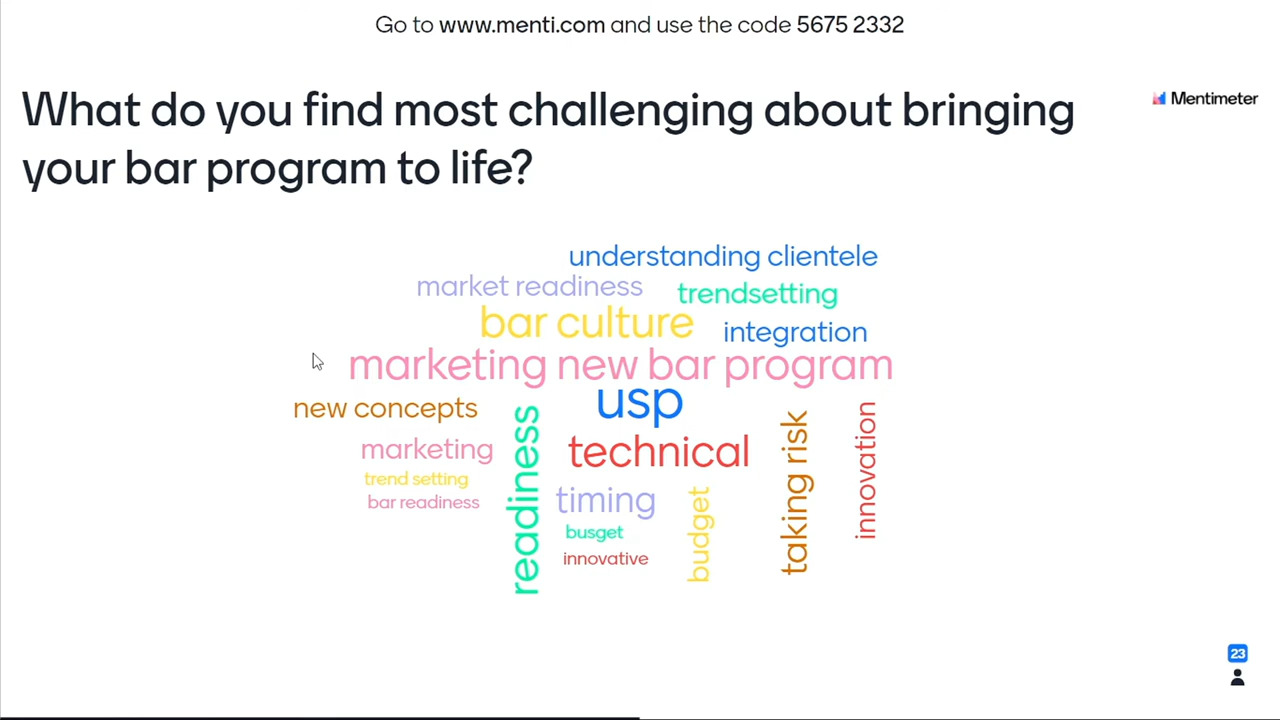 Go to www.menti.com and use the code 5675 2332
What do you find most challenging about bringing
your bar program to life?
Mentimeter
understanding clientele
market readiness
trendsetting
bar culture
integration
marketing new bar program
usp
new concepts
readiness
technical
taking risk
innovation
marketing
trend setting
bar readiness
timing
budget
busget
innovative
23